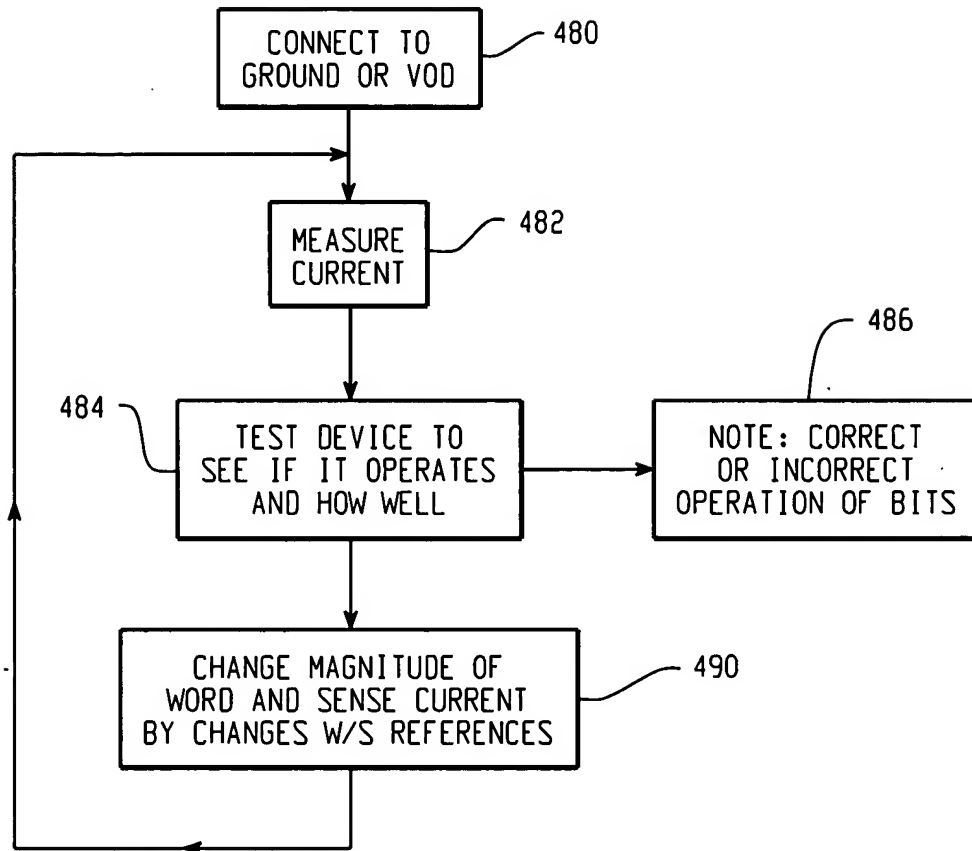 CONNECT TO
GROUND OR VOD
480
MEASURE
CURRENT
482
484
TEST DEVICE TO
SEE IF IT OPERATES
AND HOW WELL
486
NOTE: CORRECT
OR INCORRECT
OPERATION OF BITS
CHANGE MAGNITUDE OF
WORD AND SENSE CURRENT
BY CHANGES W/S REFERENCES
490